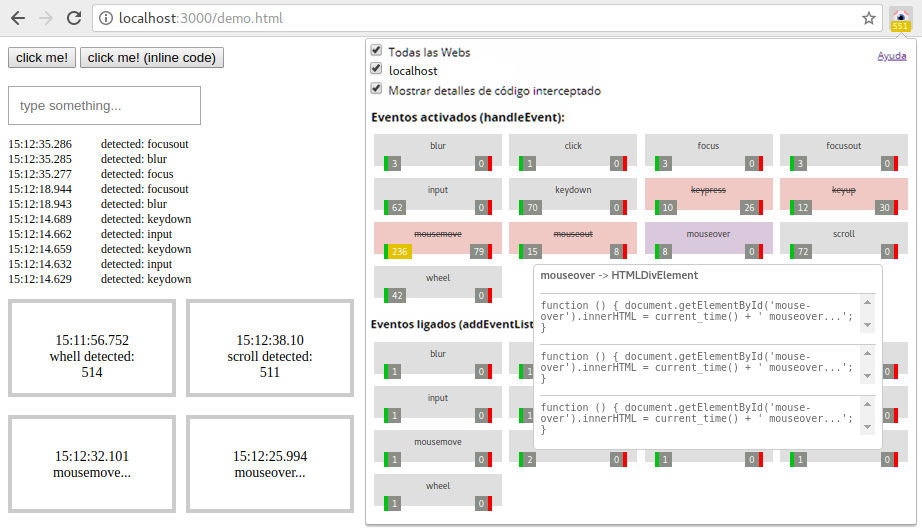 localhost:3000/demo.html
551
click me! click me! (inline code)
type something...
15:12:35.286 detected: focusout
15:12:35.285 detected: blur
15:12:35.277 detected: focus
15:12:18.944 detected: focusout
15:12:18.943 detected: blur
15:12:14.689 detected: keydown
15:12:14.662 detected: input
15:12:14.659 detected: keydown
15:12:14.632 detected: input
15:12:14.629 detected: keydown
15:11:56.752
whell detected:
514
15:12:38.10
scroll detected:
511
15:12:32.101
mousemove...
15:12:25.994
mouseover...
Todas las Webs
Ayuda
localhost
Mostrar detalles de código interceptado
Eventos activados (handleEvent):
blur click focus focusout
3 0 1 0 3 0 3 0
input keydown keypress keyup
62 0 70 0 10 26 12 30
mousemove mouseout mouseover scroll
236 79 15 8 8 0 72 0
wheel
42 0
mouseover -> HTMLDivElement
function () { document.getElementById('mouse-
over').innerHTML = current_time() + ' mouseover...';
}
function () { document.getElementById('mouse-
over').innerHTML = current_time() + ' mouseover...';
}
function () { document.getElementById('mouse-
over').innerHTML = current_time() + ' mouseover...';
}
Eventos ligados (addEventList
blur
1 0 1 0
input
1 0 1 0
mousemove
1 0 2 0 1 0 1 0
wheel
1 0